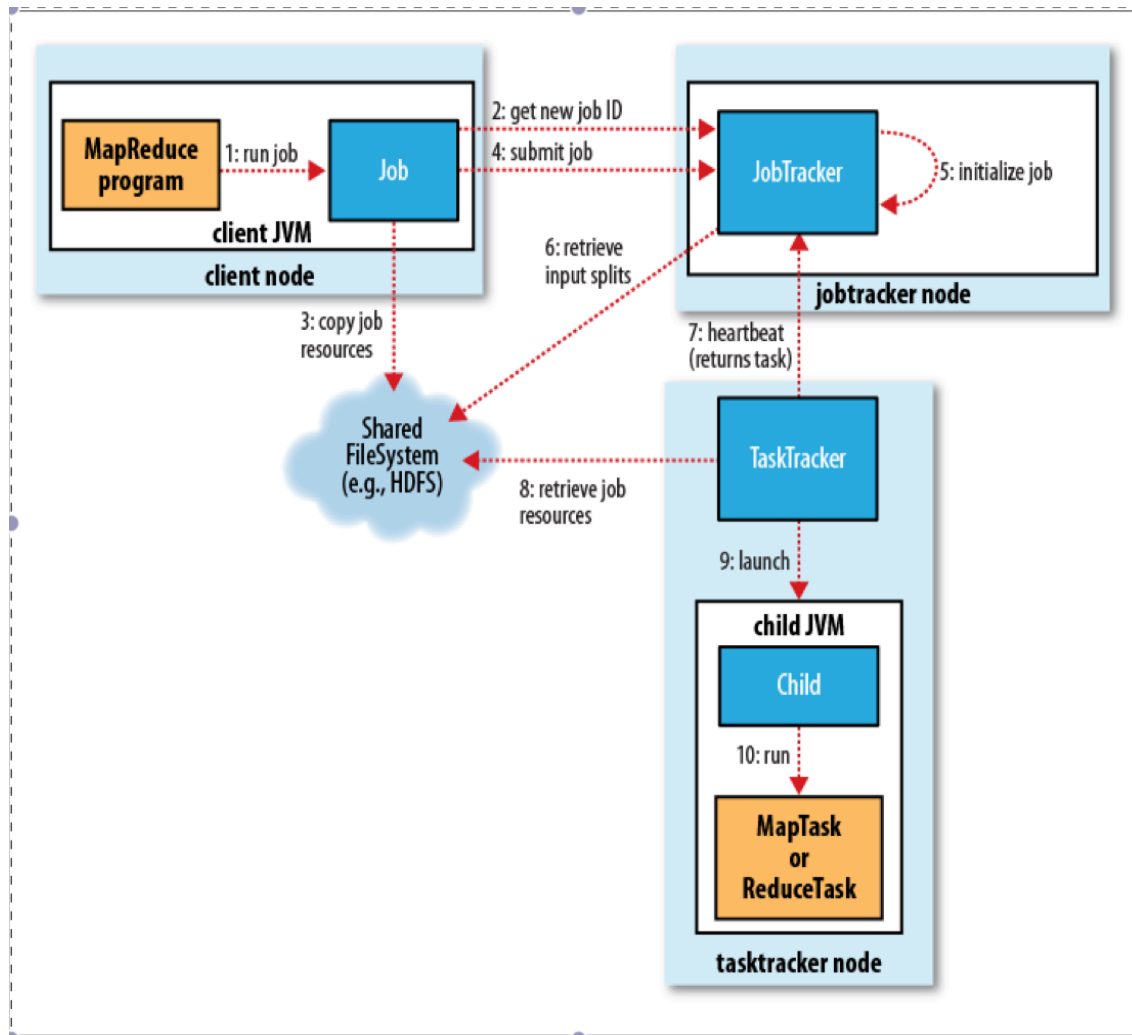 MapReduce
program
1: run job
Job
client JVM
client node
2: get new job ID
4: submit job
JobTracker
5: initialize job
jobtracker node
3: copy job
resources
6: retrieve
input splits
7: heartbeat
(returns task)
Shared
FileSystem
(e.g., HDFS)
8: retrieve job
resources
TaskTracker
9: launch
child JVM
Child
10: run
MapTask
or
ReduceTask
tasktracker node